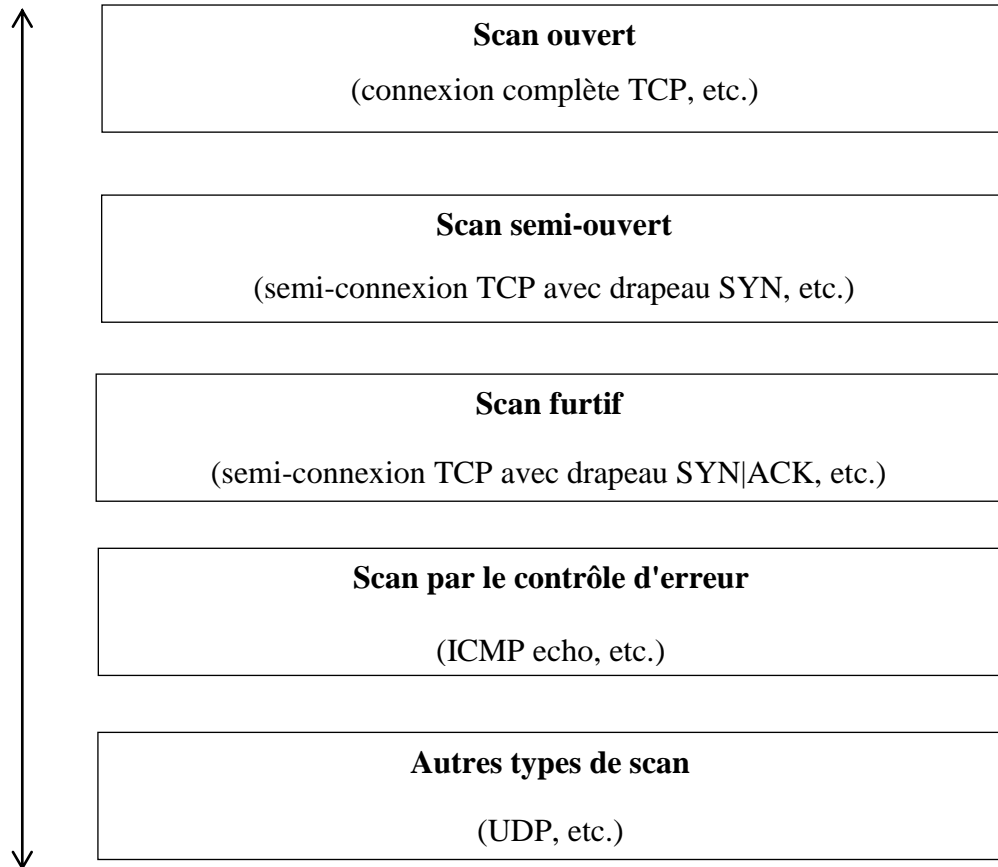 Scan ouvert
(connexion complète TCP, etc.)
Scan semi-ouvert
(semi-connexion TCP avec drapeau SYN, etc.)
Scan furtif
(semi-connexion TCP avec drapeau SYN|ACK, etc.)
Scan par le contrôle d'erreur
(ICMP echo, etc.)
Autres types de scan
(UDP, etc.)